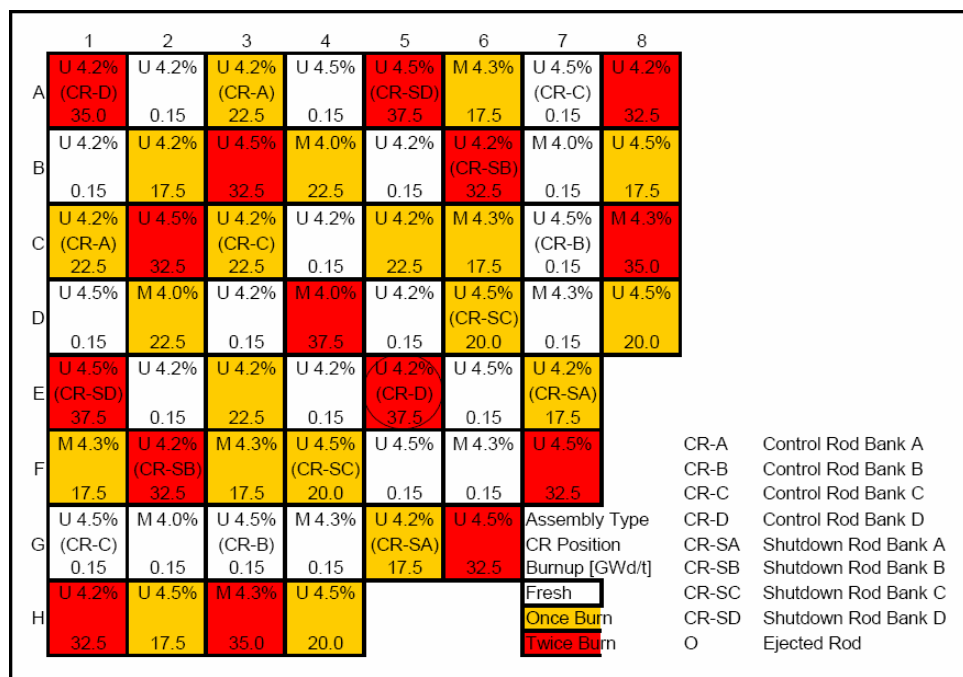 1 2 3 4 5 6 7 8
U 4.2% U 4.2% U 4.2% U 4.5% U 4.5% M 4.3% U 4.5% U 4.2%
A (CR-D) (CR-A) (CR-SD) (CR-C)
35.0 0.15 22.5 0.15 37.5 17.5 0.15 32.5
U 4.2% U 4.2% U 4.5% M 4.0% U 4.2% U 4.2% M 4.0% U 4.5%
B (CR-SB)
0.15 17.5 32.5 22.5 0.15 32.5 0.15 17.5
U 4.2% U 4.5% U 4.2% U 4.2% U 4.2% M 4.3% U 4.5% M 4.3%
C (CR-A) (CR-C) (CR-B)
22.5 32.5 22.5 0.15 22.5 17.5 0.15 35.0
U 4.5% M 4.0% U 4.2% M 4.0% U 4.2% U 4.5% M 4.3% U 4.5%
D (CR-SC)
0.15 22.5 0.15 37.5 0.15 20.0 0.15 20.0
U 4.5% U 4.2% U 4.2% U 4.2% U 4.2% U 4.5% U 4.2%
E (CR-SD) (CR-D) (CR-SA)
37.5 0.15 22.5 0.15 37.5 0.15 17.5
M 4.3% U 4.2% M 4.3% U 4.5% U 4.5% M 4.3% U 4.5% CR-A Control Rod Bank A
F (CR-SB) (CR-SC) CR-B Control Rod Bank B
17.5 32.5 17.5 20.0 0.15 0.15 32.5 CR-C Control Rod Bank C
U 4.5% M 4.0% U 4.5% M 4.3% U 4.2% U 4.5% Assembly Type CR-D Control Rod Bank D
G (CR-C) (CR-B) (CR-SA) CR Position CR-SA Shutdown Rod Bank A
0.15 0.15 0.15 0.15 17.5 32.5 Burnup [GWd/t] CR-SB Shutdown Rod Bank B
U 4.2% U 4.5% M 4.3% U 4.5% Fresh CR-SC Shutdown Rod Bank C
H Once Burn CR-SD Shutdown Rod Bank D
32.5 17.5 35.0 20.0 Twice Burn O Ejected Rod